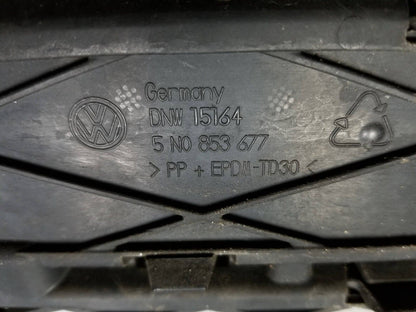 Germany
DNW 15164
5 N0 853 677
> PP + EPDM-TD30 <